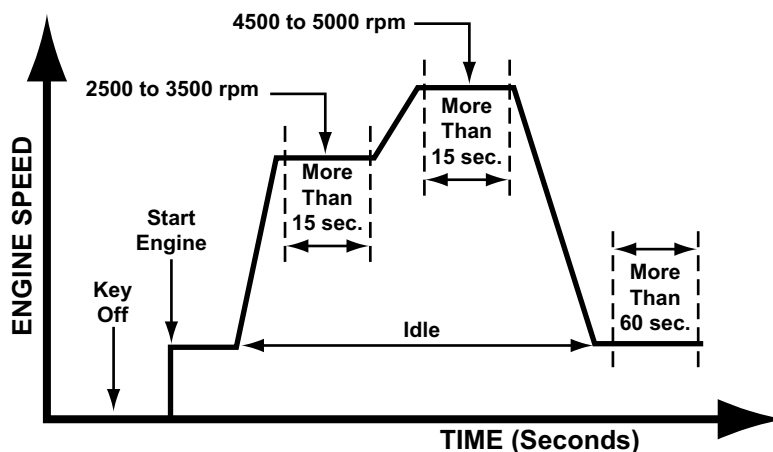 4500 to 5000 rpm
2500 to 3500 rpm
More
Than
15 sec.
More
Than
15 sec.
Start
Engine
Key
Off
More
Than
60 sec.
Idle
ENGINE SPEED
TIME (Seconds)